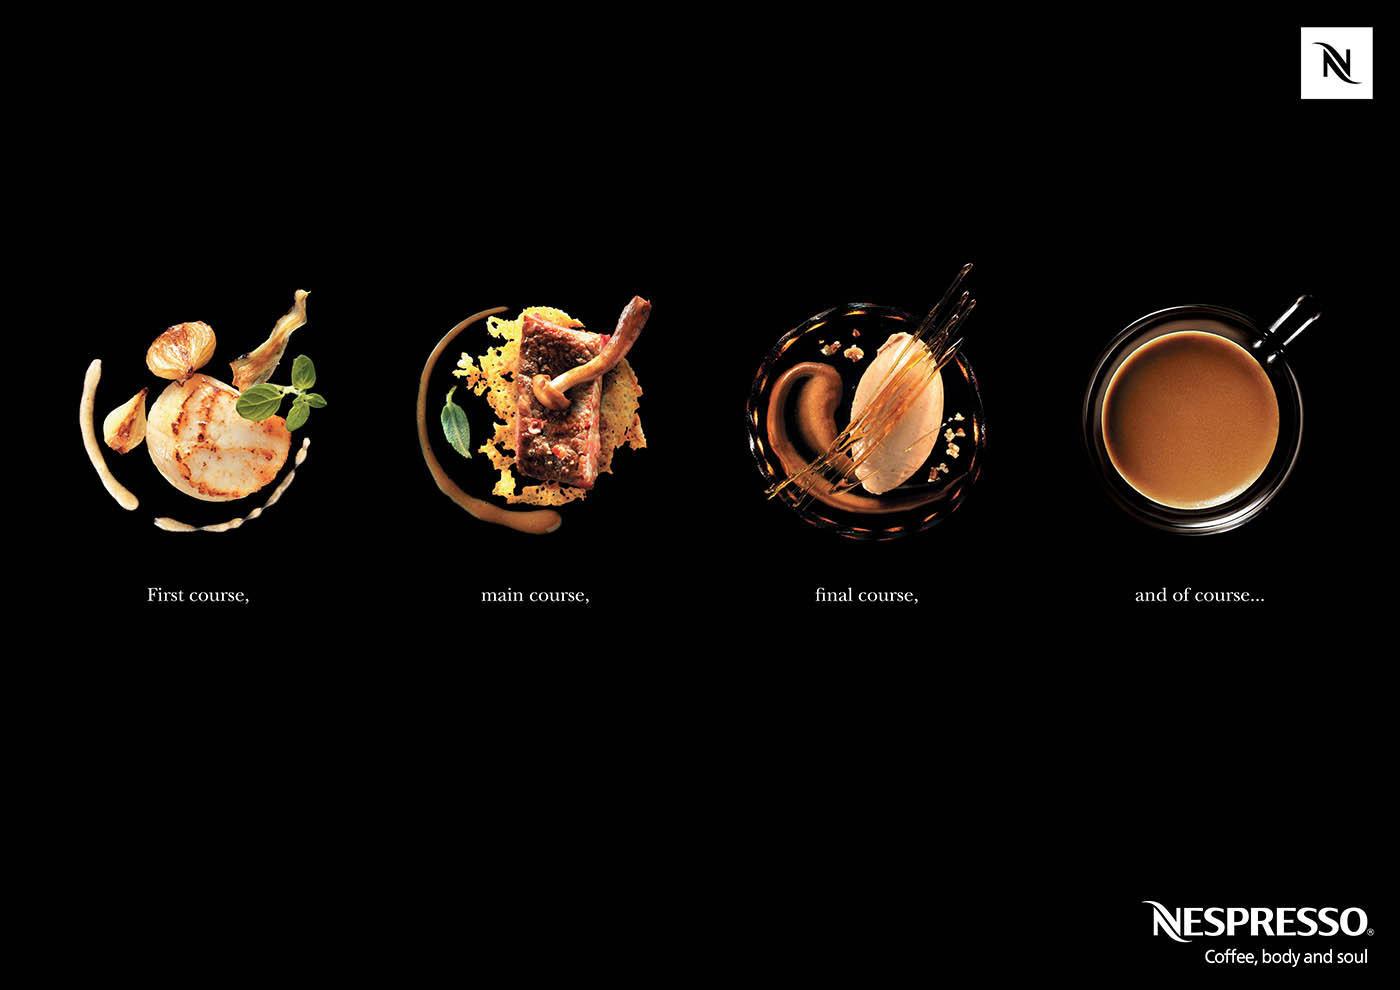 N
First course,
main course,
final course,
and of course...
NESPRESSO®
Coffee, body and soul